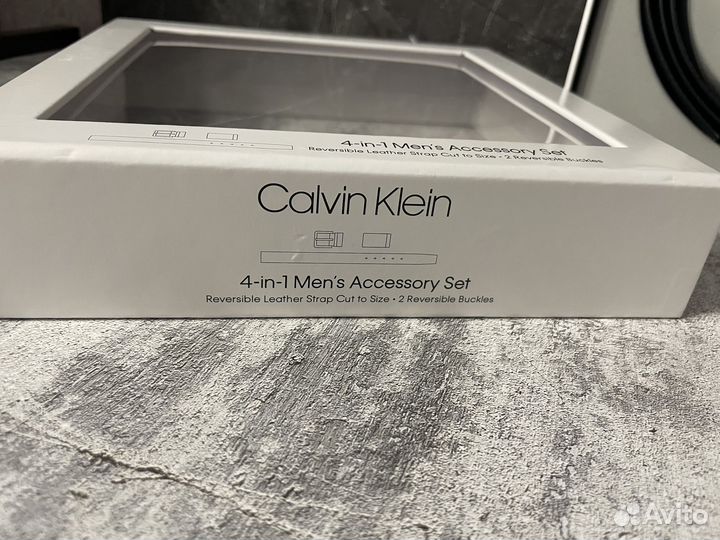 4-in-1 Men's Accessory Set
Reversible Leather Strap Cut to Size • 2 Reversible Buckles
Calvin Klein
4-in-1 Men's Accessory Set
Reversible Leather Strap Cut to Size • 2 Reversible Buckles
Avito